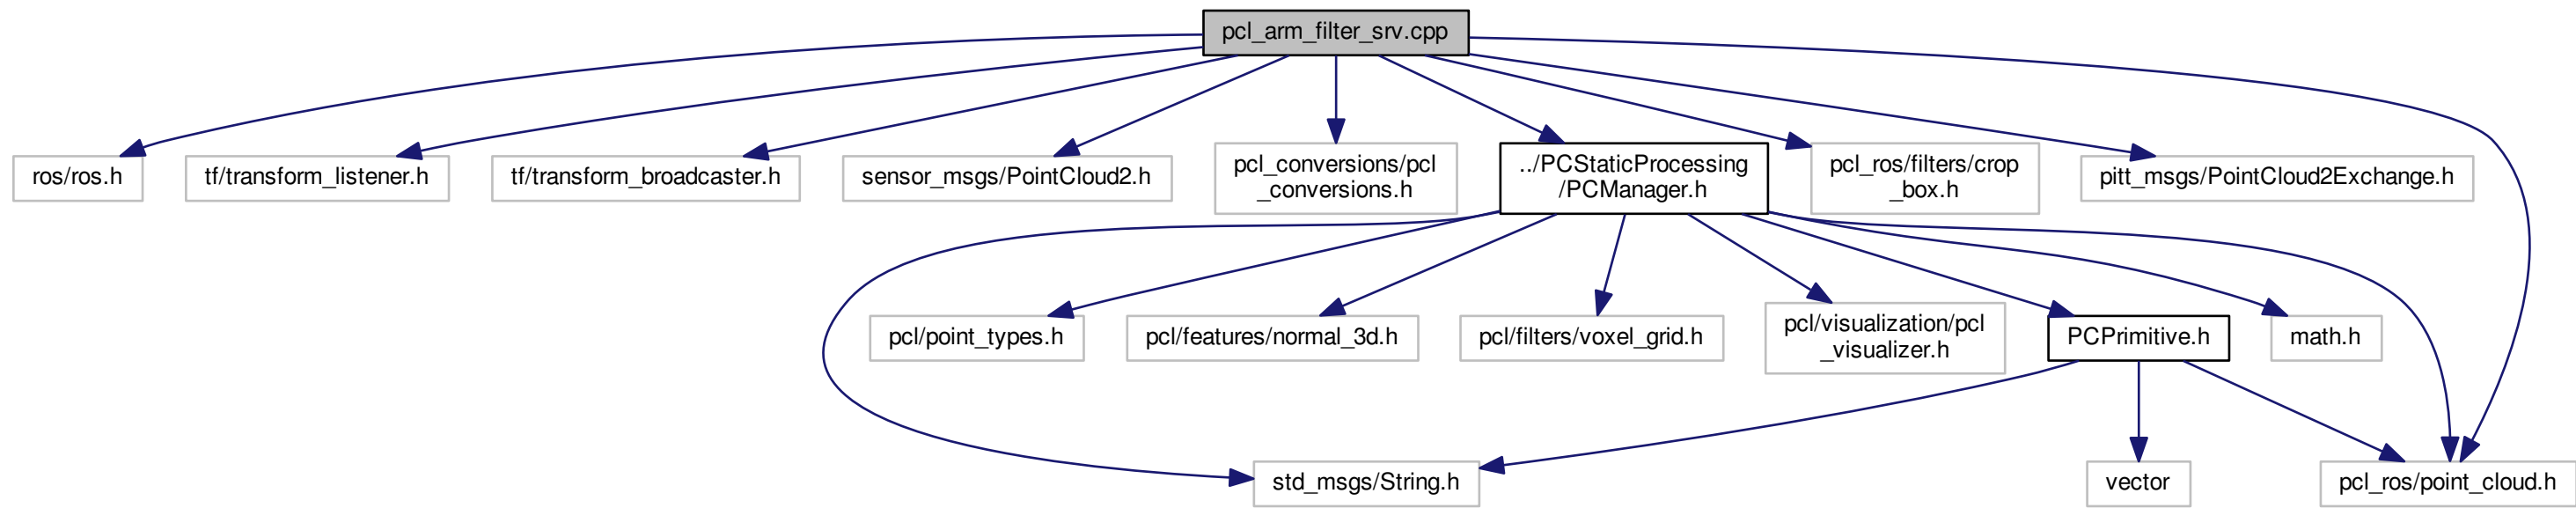 pcl_arm_filter_srv.cpp
ros/ros.h
tf/transform_listener.h
tf/transform_broadcaster.h
sensor_msgs/PointCloud2.h
pcl_conversions/pcl
_conversions.h
../PCStaticProcessing
/PCManager.h
pcl_ros/filters/crop
_box.h
pitt_msgs/PointCloud2Exchange.h
pcl/point_types.h
pcl/features/normal_3d.h
pcl/filters/voxel_grid.h
pcl/visualization/pcl
_visualizer.h
PCPrimitive.h
math.h
std_msgs/String.h
vector
pcl_ros/point_cloud.h